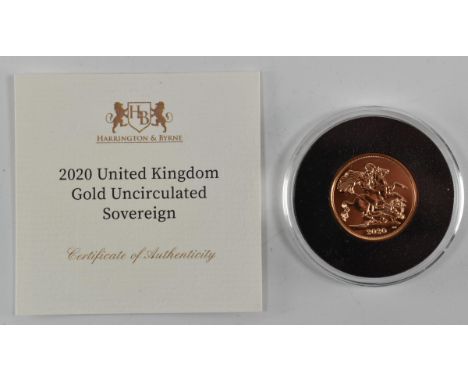 HB
HARRINGTON & BYRNE
2020 United Kingdom
Gold Uncirculated
Sovereign
Certificate of Authenticity
2020